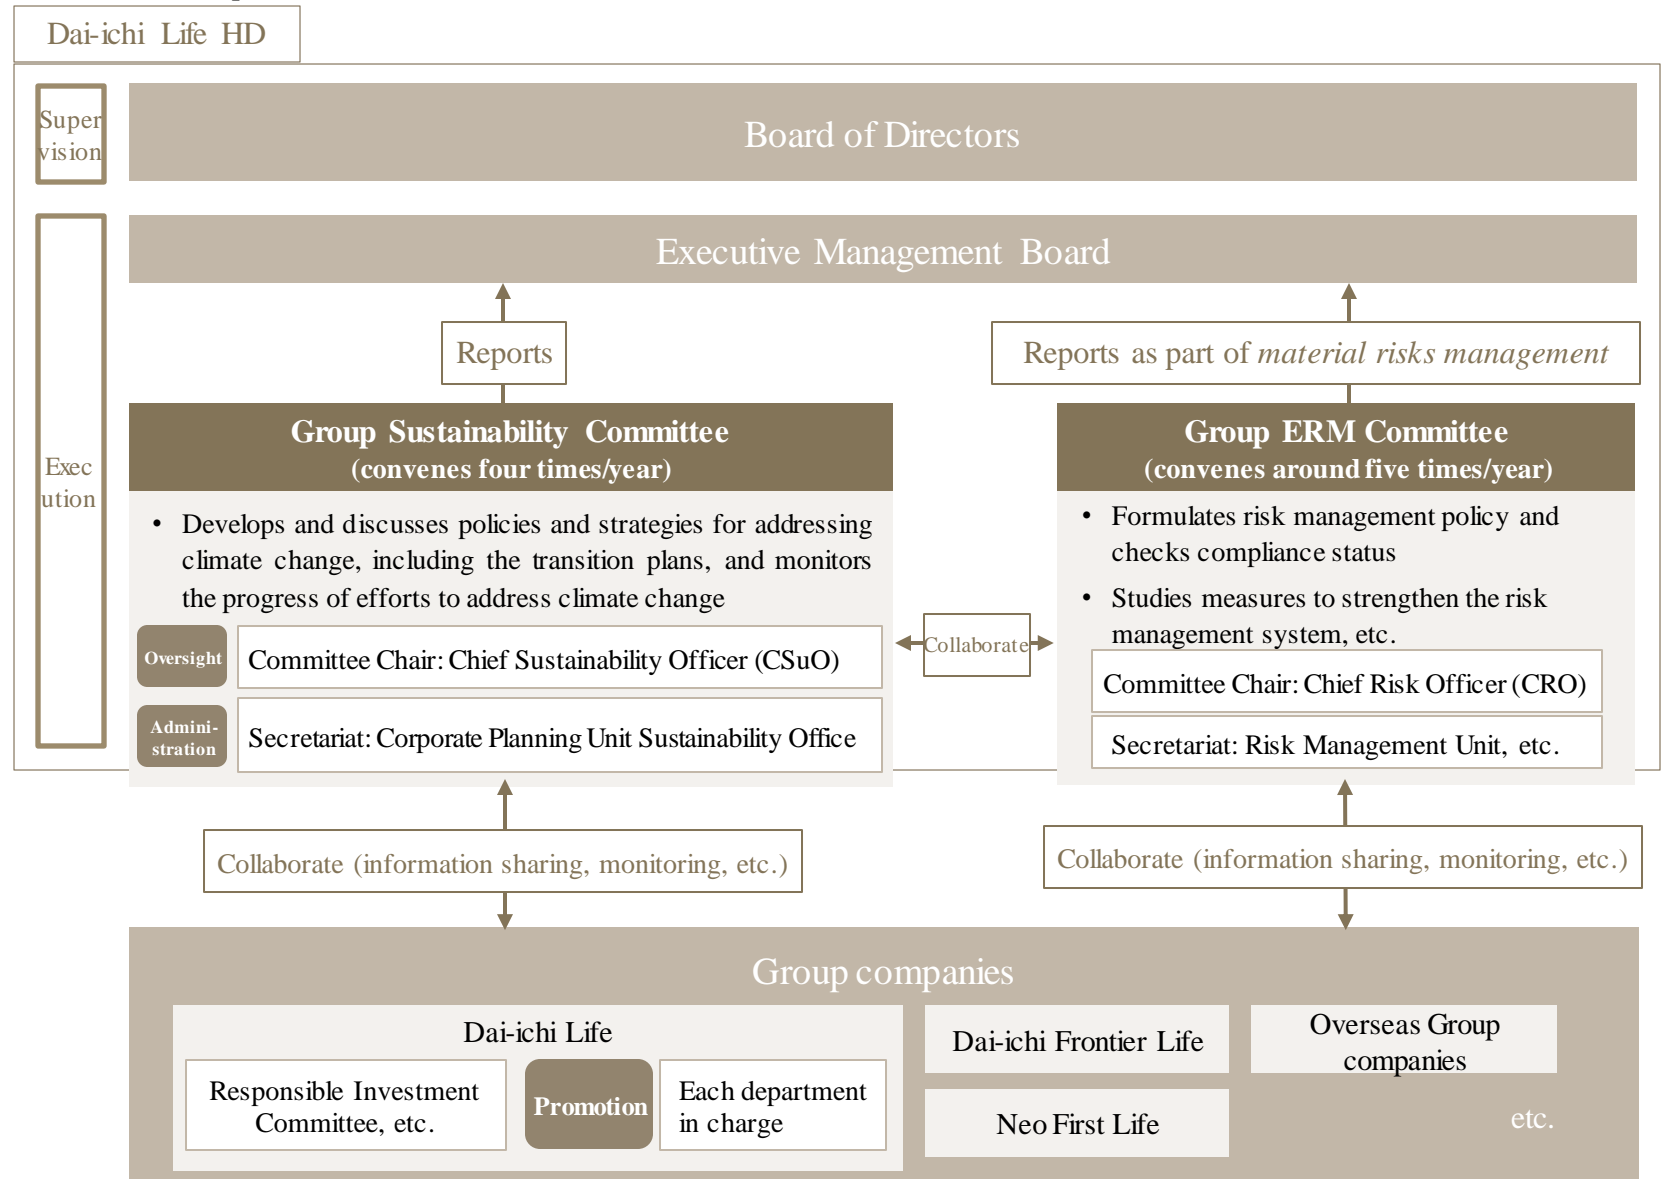 Dai-ichi Life HD
Super
vision
Board of Directors
Executive Management Board
Reports
Reports as part of material risks management
Exec
ution
Group Sustainability Committee
(convenes four times/year)
• Develops and discusses policies and strategies for addressing
climate change, including the transition plans, and monitors
the progress of efforts to address climate change
Oversight
Committee Chair: Chief Sustainability Officer (CSuO)
Admini-
stration
Secretariat: Corporate Planning Unit Sustainability Office
Collaborate
Group ERM Committee
(convenes around five times/year)
• Formulates risk management policy and
checks compliance status
• Studies measures to strengthen the risk
management system, etc.
Committee Chair: Chief Risk Officer (CRO)
Secretariat: Risk Management Unit, etc.
Collaborate (information sharing, monitoring, etc.)
Collaborate (information sharing, monitoring, etc.)
Group companies
Dai-ichi Life
Responsible Investment
Committee, etc.
Promotion
Each department
in charge
Dai-ichi Frontier Life
Neo First Life
Overseas Group
companies
etc.